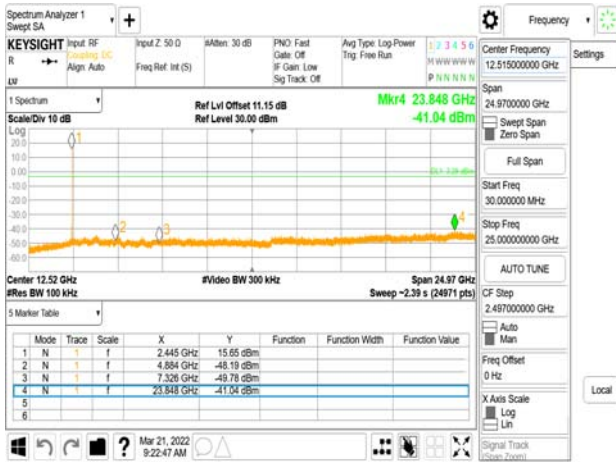 Spectrum Analyzer 1
Swept SA
+
Frequency
KEYSIGHT
R
LW
Input: RF
Coupling: DC
Align: Auto
Input Z: 50 Ω
Freq Ref: Int (S)
#Atten: 30 dB
PNO: Fast
Gate: Off
IF Gain: Low
Sig Track: Off
Avg Type: Log-Power
Trig: Free Run
1 2 3 4 5 6
M W W W W W
P N N N N N
1 Spectrum
Scale/Div 10 dB
Ref Lvl Offset 11.15 dB
Ref Level 30.00 dBm
Mkr4 23.848 GHz
-41.04 dBm
Log
20.0
10.0
0.00
-10.0
-20.0
-30.0
-40.0
-50.0
-60.0
1
2
3
4
Center 12.52 GHz
#Res BW 100 kHz
#Video BW 300 kHz
Span 24.97 GHz
Sweep ~2.39 s (24971 pts)
5 Marker Table
Mode Trace Scale X Y Function Function Width Function Value
1 N 1 f 2.445 GHz 15.65 dBm
2 N 1 f 4.884 GHz -48.19 dBm
3 N 1 f 7.326 GHz -49.78 dBm
4 N 1 f 23.848 GHz -41.04 dBm
5
6
Mar 21, 2022
9:22:47 AM
?
Center Frequency
12.515000000 GHz
Settings
Span
24.9700000 GHz
Swept Span
Zero Span
Full Span
Start Freq
30.000000 MHz
Stop Freq
25.000000000 GHz
AUTO TUNE
CF Step
2.497000000 GHz
Auto
Man
Freq Offset
0 Hz
X Axis Scale
Log
Lin
Local
Signal Track
(Span Zoom)